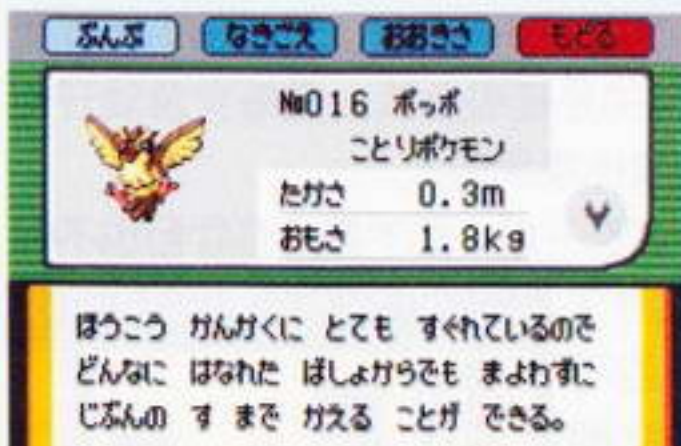 ぶんぷ なきごえ おおきさ もどる
№016 ポッポ
ことりポケモン
たかさ 0.3m
おもさ 1.8kg
ほうこう かんかくに とても すぐれているので
どんなに はなれた ばしょからでも まよわずに
じぶんの す まで かえる ことが できる。